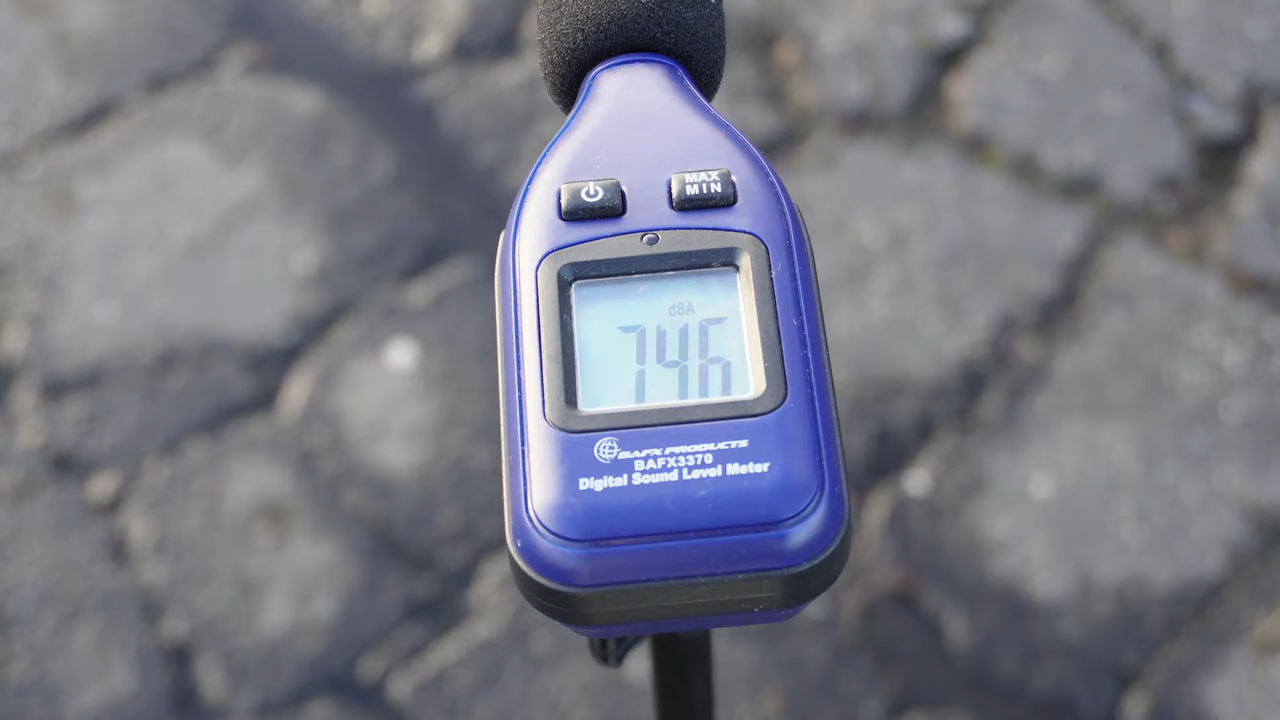 MAX
MIN
dBA
74.6
BAFX PRODUCTS
BAFX3370
Digital Sound Level Meter